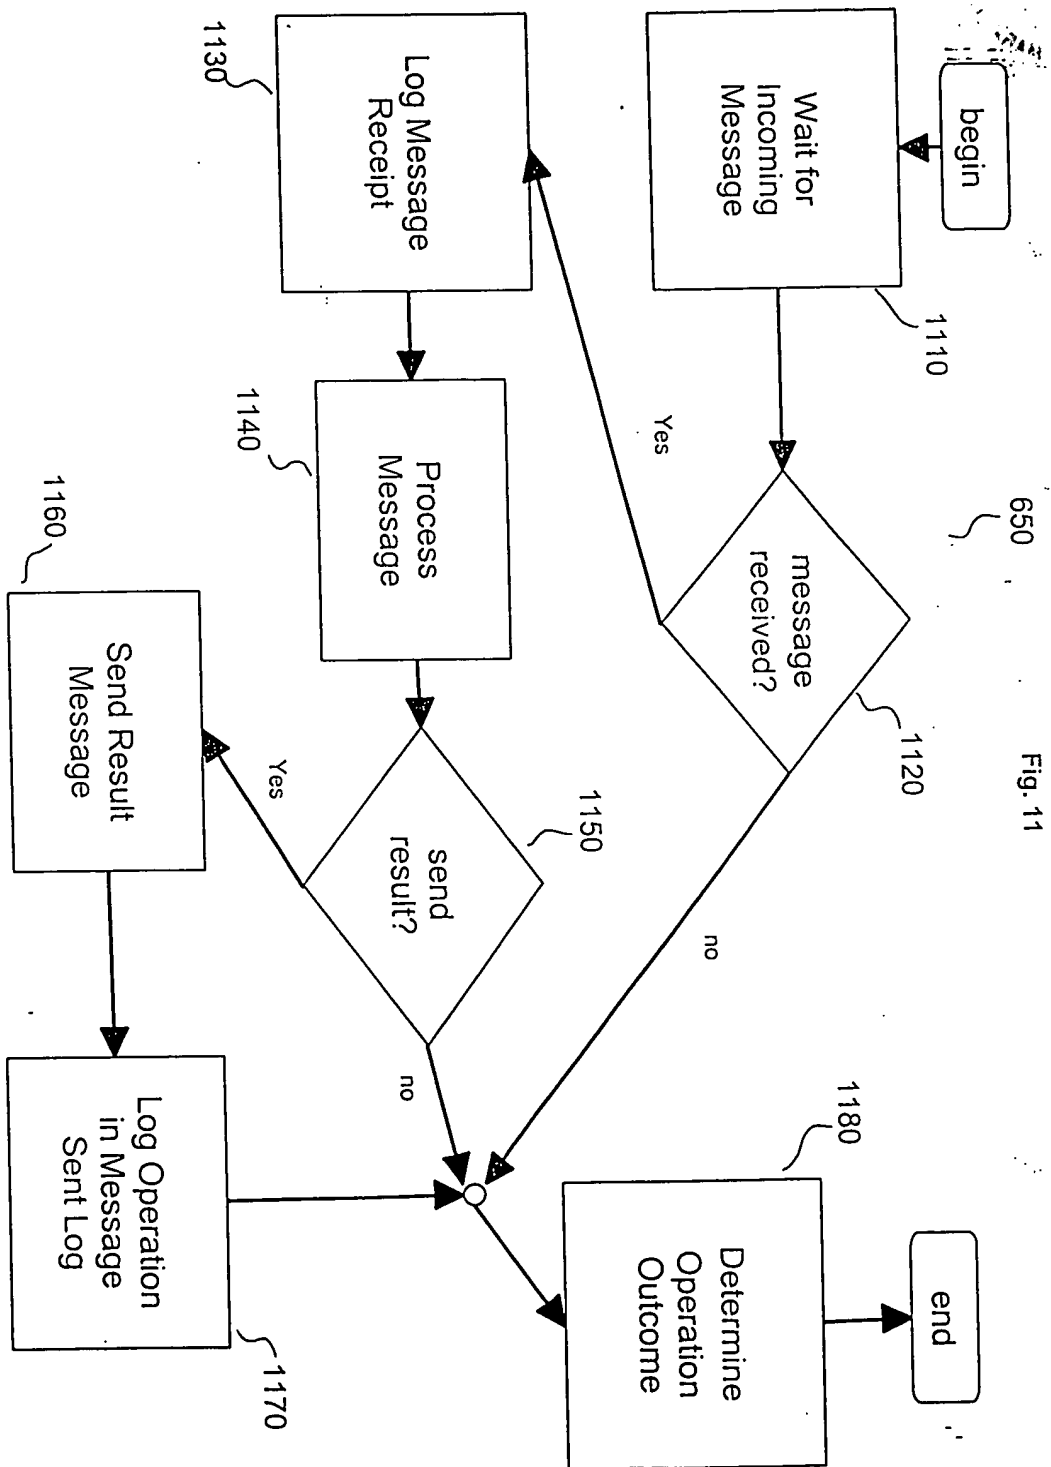 Fig. 11
650
begin
Wait for
Incoming
Message
1110
message
received?
1120
Yes
no
Log Message
Receipt
1130
Process
Message
1140
send
result?
1150
Yes
no
Send Result
Message
1160
Log Operation
in Message
Sent Log
1170
Determine
Operation
Outcome
1180
end